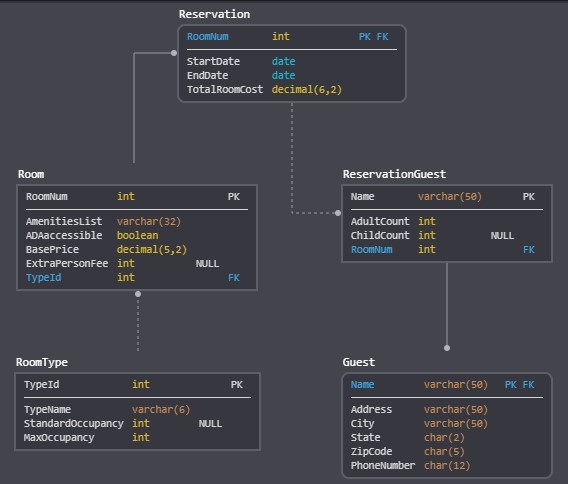 Reservation
RoomNum int PK FK
StartDate date
EndDate date
TotalRoomCost decimal(6,2)
Room
RoomNum int PK
AmenitiesList varchar(32)
ADAaccessible boolean
BasePrice decimal(5,2)
ExtraPersonFee int NULL
TypeId int FK
ReservationGuest
Name varchar(50) PK
AdultCount int
ChildCount int NULL
RoomNum int FK
RoomType
TypeId int PK
TypeName varchar(6)
StandardOccupancy int NULL
MaxOccupancy int
Guest
Name varchar(50) PK FK
Address varchar(50)
City varchar(50)
State char(2)
ZipCode char(5)
PhoneNumber char(12)